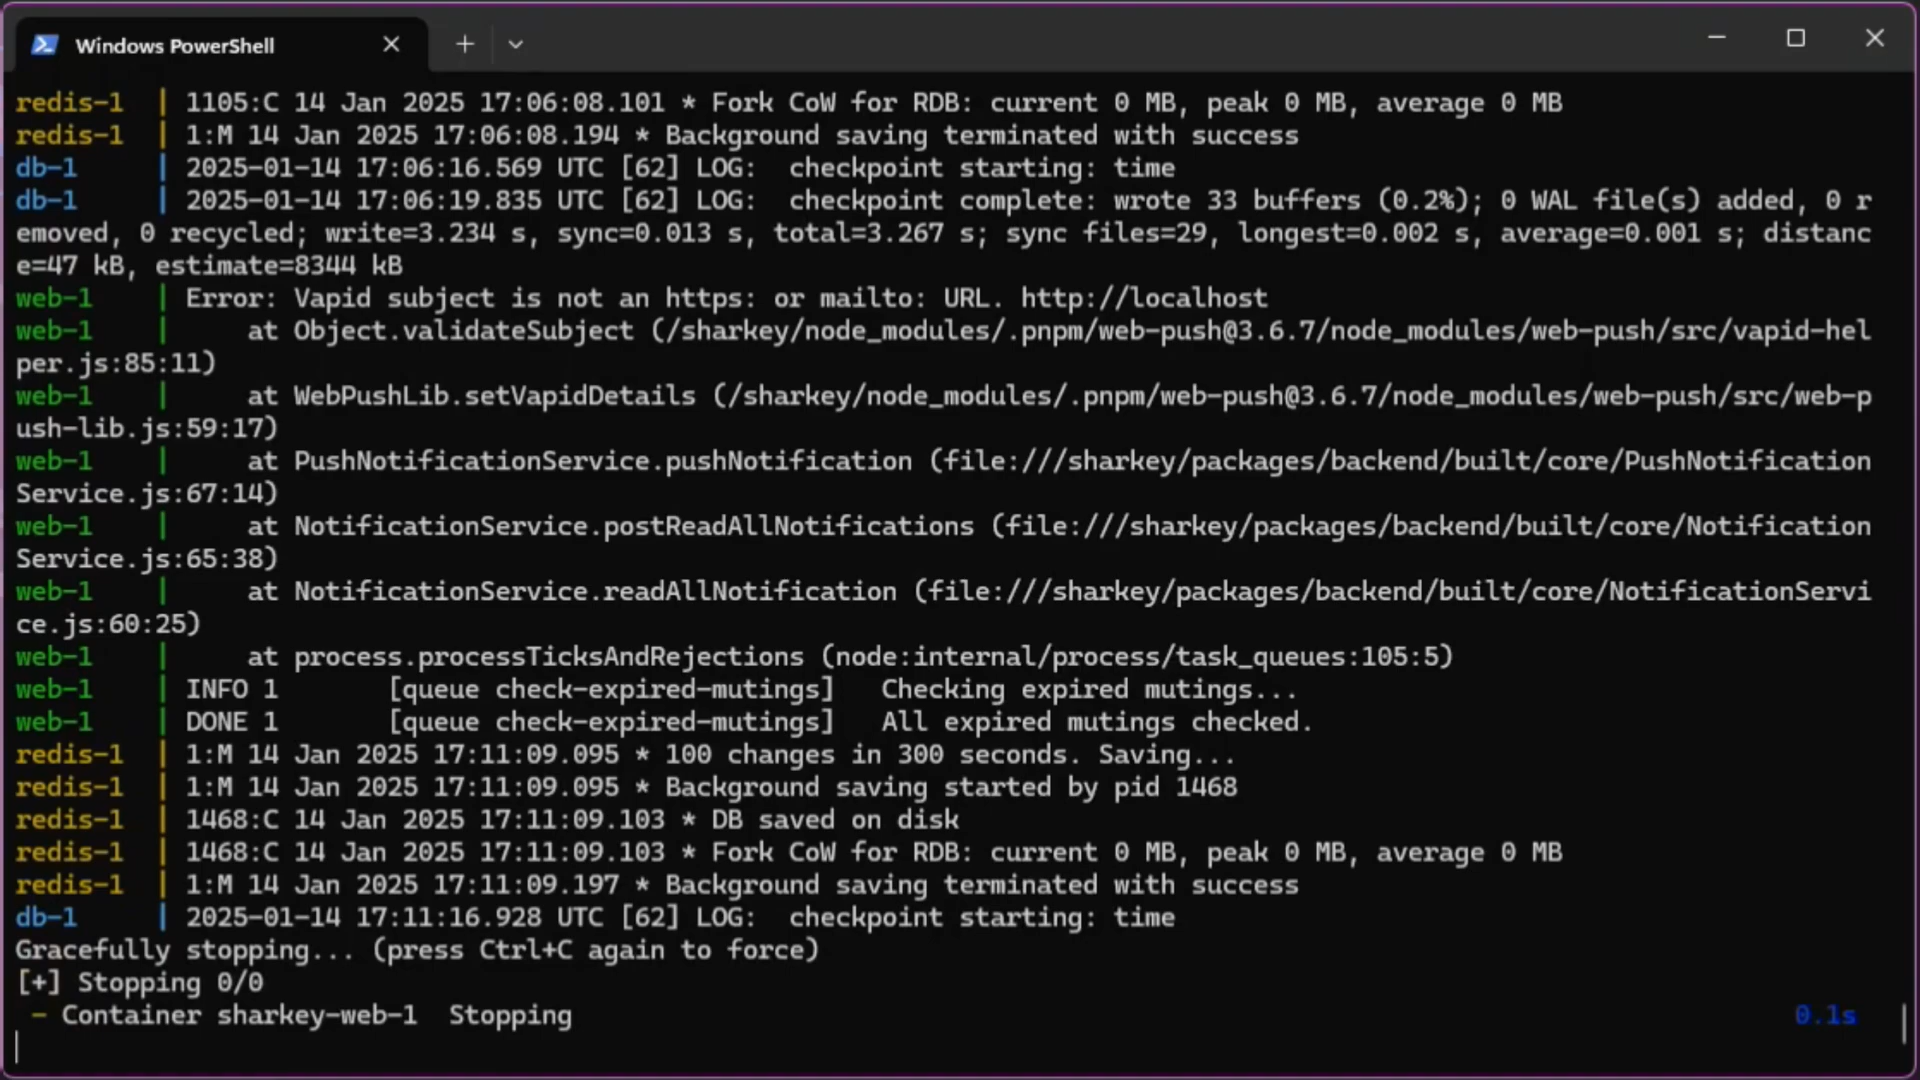 Windows PowerShell
redis-1  | 1105:C 14 Jan 2025 17:06:08.101 * Fork CoW for RDB: current 0 MB, peak 0 MB, average 0 MB
redis-1  | 1:M 14 Jan 2025 17:06:08.194 * Background saving terminated with success
db-1     | 2025-01-14 17:06:16.569 UTC [62] LOG:  checkpoint starting: time
db-1     | 2025-01-14 17:06:19.835 UTC [62] LOG:  checkpoint complete: wrote 33 buffers (0.2%); 0 WAL file(s) added, 0 r
emoved, 0 recycled; write=3.234 s, sync=0.013 s, total=3.267 s; sync files=29, longest=0.002 s, average=0.001 s; distanc
e=47 kB, estimate=8344 kB
web-1    | Error: Vapid subject is not an https: or mailto: URL. http://localhost
web-1    |     at Object.validateSubject (/sharkey/node_modules/.pnpm/web-push@3.6.7/node_modules/web-push/src/vapid-hel
per.js:85:11)
web-1    |     at WebPushLib.setVapidDetails (/sharkey/node_modules/.pnpm/web-push@3.6.7/node_modules/web-push/src/web-p
ush-lib.js:59:17)
web-1    |     at PushNotificationService.pushNotification (file:///sharkey/packages/backend/built/core/PushNotification
Service.js:67:14)
web-1    |     at NotificationService.postReadAllNotifications (file:///sharkey/packages/backend/built/core/Notification
Service.js:65:38)
web-1    |     at NotificationService.readAllNotification (file:///sharkey/packages/backend/built/core/NotificationServi
ce.js:60:25)
web-1    |     at process.processTicksAndRejections (node:internal/process/task_queues:105:5)
web-1    | INFO 1       [queue check-expired-mutings]   Checking expired mutings...
web-1    | DONE 1       [queue check-expired-mutings]   All expired mutings checked.
redis-1  | 1:M 14 Jan 2025 17:11:09.095 * 100 changes in 300 seconds. Saving...
redis-1  | 1:M 14 Jan 2025 17:11:09.095 * Background saving started by pid 1468
redis-1  | 1468:C 14 Jan 2025 17:11:09.103 * DB saved on disk
redis-1  | 1468:C 14 Jan 2025 17:11:09.103 * Fork CoW for RDB: current 0 MB, peak 0 MB, average 0 MB
redis-1  | 1:M 14 Jan 2025 17:11:09.197 * Background saving terminated with success
db-1     | 2025-01-14 17:11:16.928 UTC [62] LOG:  checkpoint starting: time
Gracefully stopping... (press Ctrl+C again to force)
[+] Stopping 0/0
 - Container sharkey-web-1  Stopping 0.1s